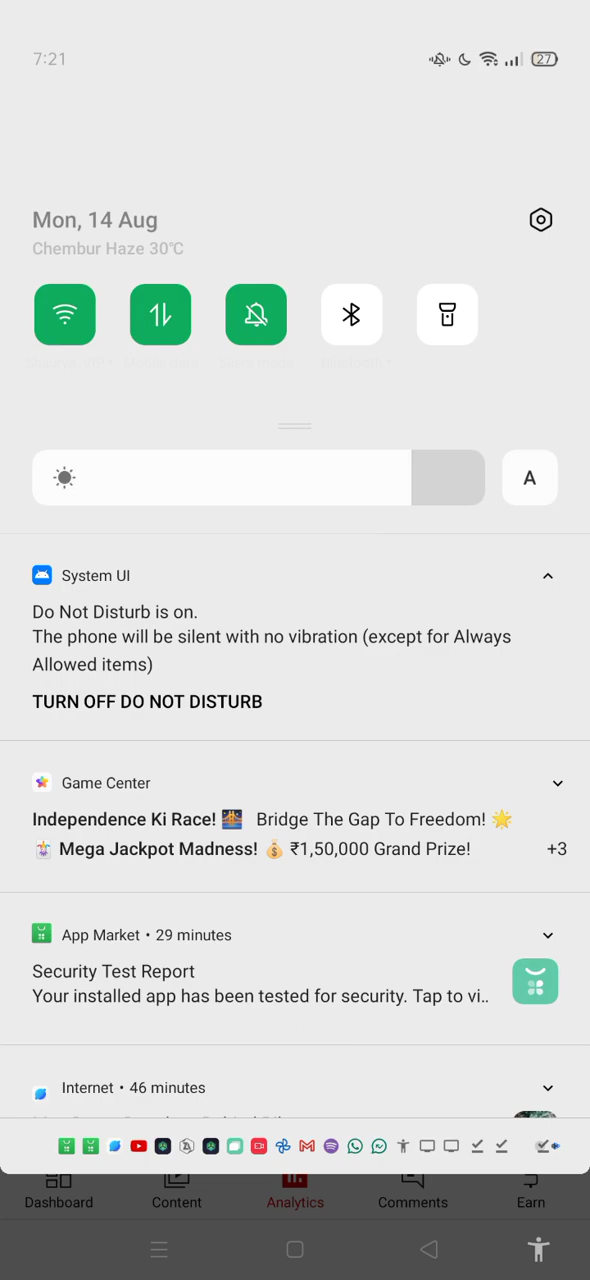 7:21
27
Mon, 14 Aug
Chembur Haze 30°C
A
System UI
Do Not Disturb is on.
The phone will be silent with no vibration (except for Always
Allowed items)
TURN OFF DO NOT DISTURB
Game Center
Independence Ki Race! 🌉 Bridge The Gap To Freedom! 🌟
🃏 Mega Jackpot Madness! 💰 ₹1,50,000 Grand Prize! +3
App Market • 29 minutes
Security Test Report
Your installed app has been tested for security. Tap to vi..
Internet • 46 minutes
Dashboard Content Analytics Comments Earn